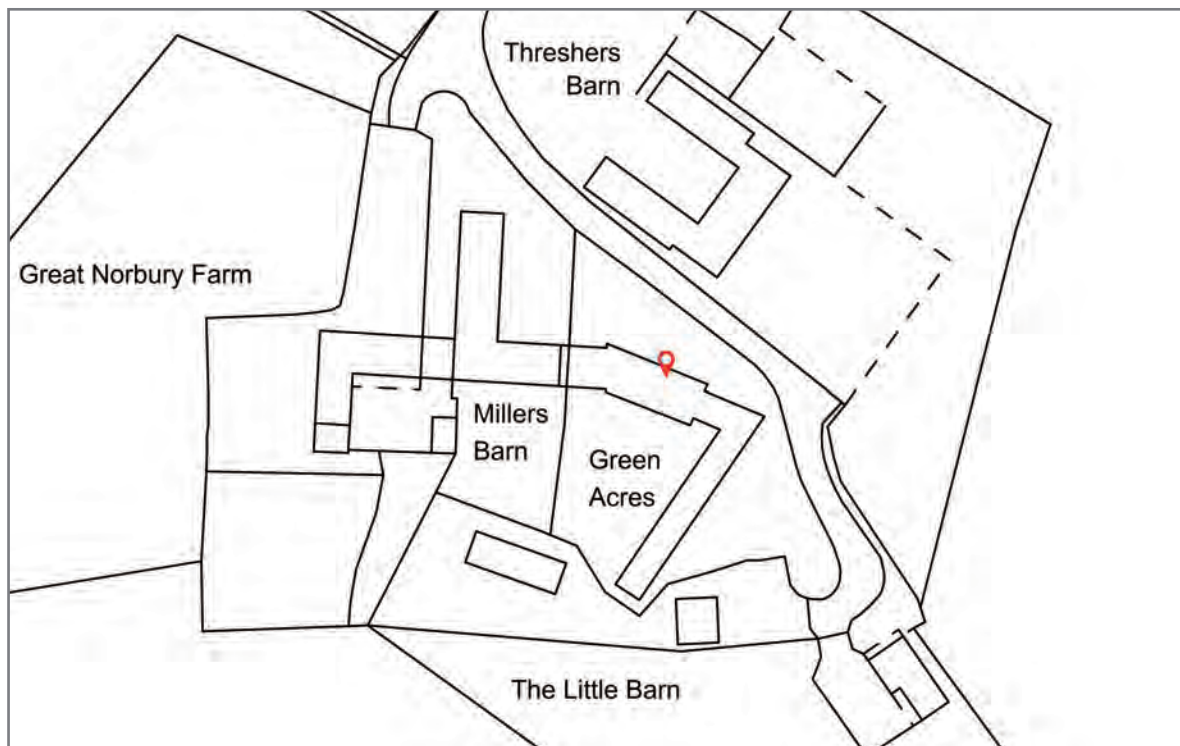 Threshers
Barn
Great Norbury Farm
Millers
Barn
Green
Acres
The Little Barn